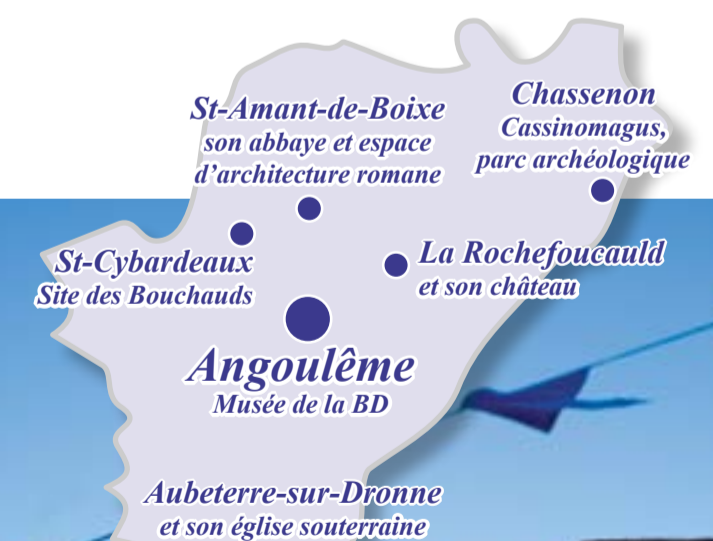 St-Amant-de-Boixe
son abbaye et espace
d'architecture romane
Chassenon
Cassinomagus,
parc archéologique
St-Cybardeaux
Site des Bouchauds
La Rochefoucauld
et son château
Angoulême
Musée de la BD
Aubeterre-sur-Dronne
et son église souterraine